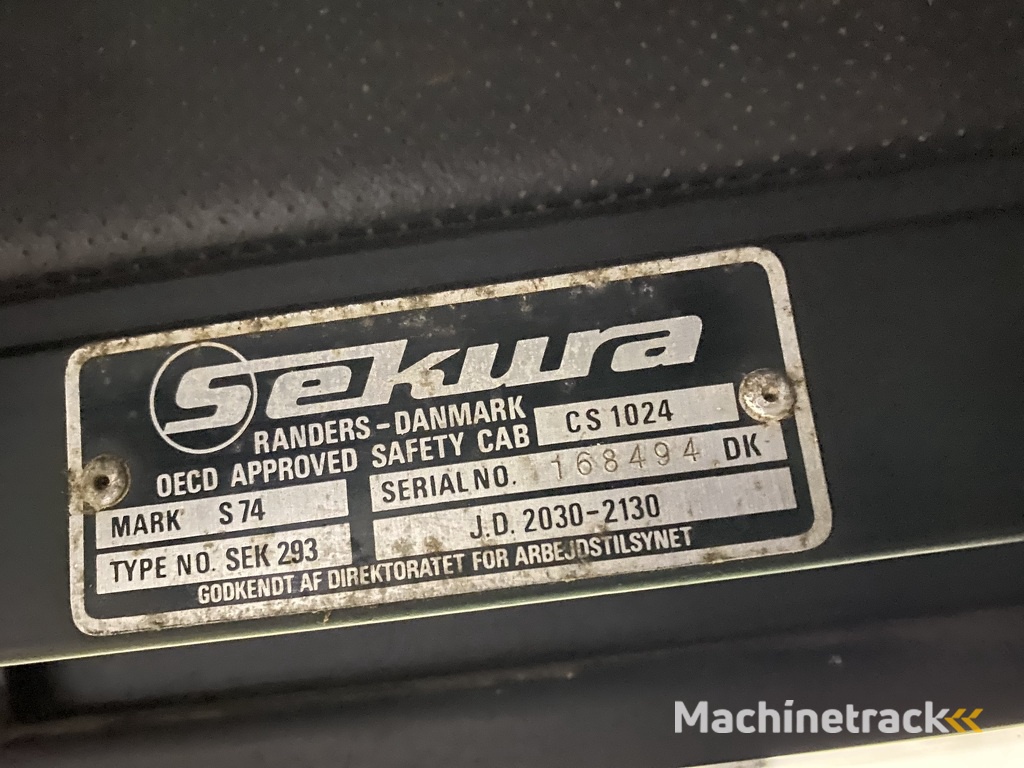 Sekura
RANDERS-DANMARK
OECD APPROVED SAFETY CAB CS 1024
MARK S74
SERIAL NO. 168494 DK
TYPE NO. SEK 293
J.D. 2030-2130
GODKENDT AF DIREKTORATET FOR ARBEJDSTILSYNET
Machinetrack